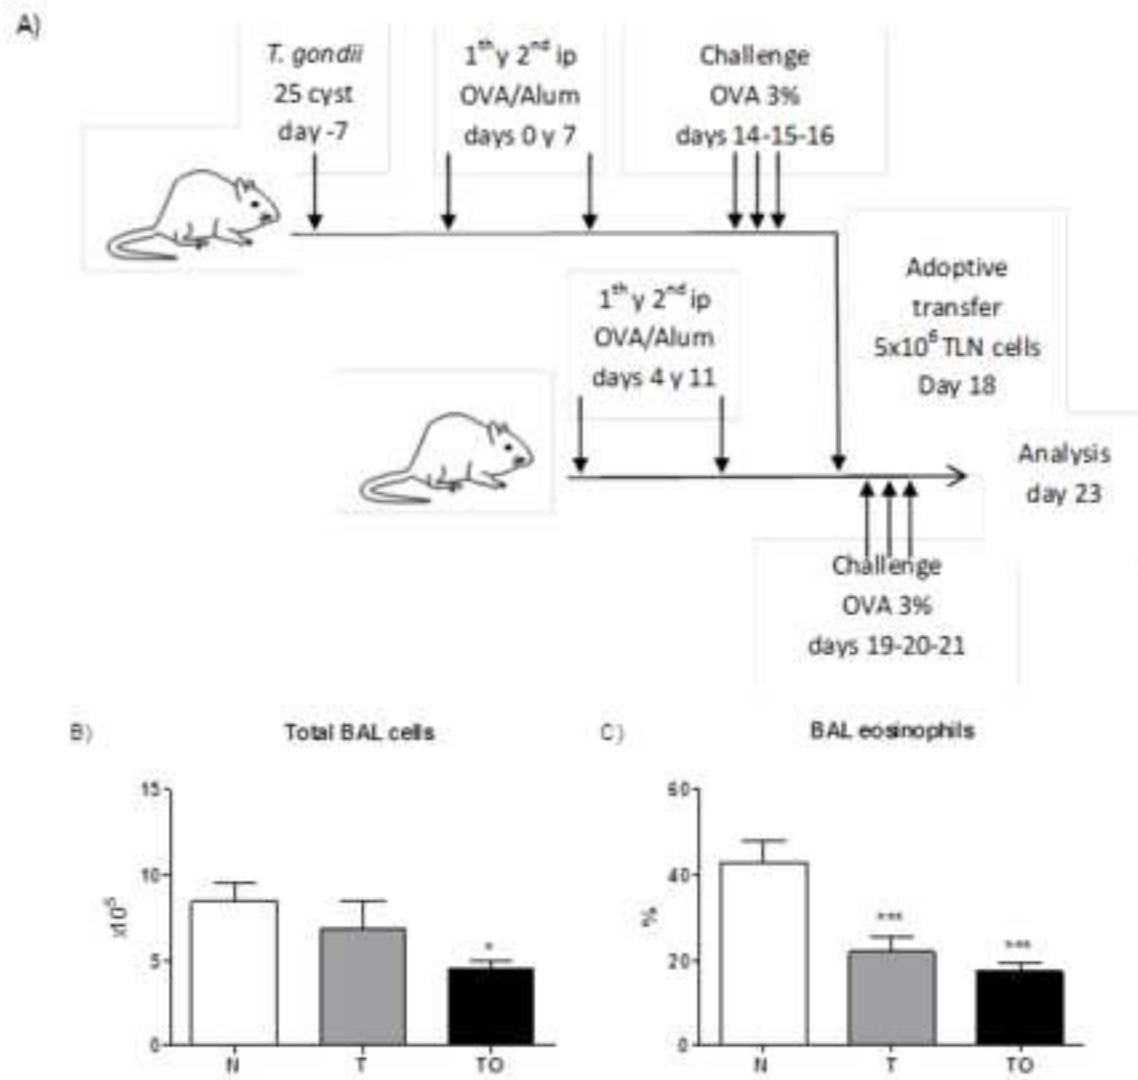 A)
T. gondii
25 cyst
day -7
1th y 2nd ip
OVA/Alum
days 0 y 7
Challenge
OVA 3%
days 14-15-16
1th y 2nd ip
OVA/Alum
days 4 y 11
Adoptive
transfer
5x10⁶ TLN cells
Day 18
Analysis
day 23
Challenge
OVA 3%
days 19-20-21
B)
Total BAL cells
x10⁵
15
10
5
0
*
N T TO
C)
BAL eosinophils
%
60
40
20
0
***
***
N T TO